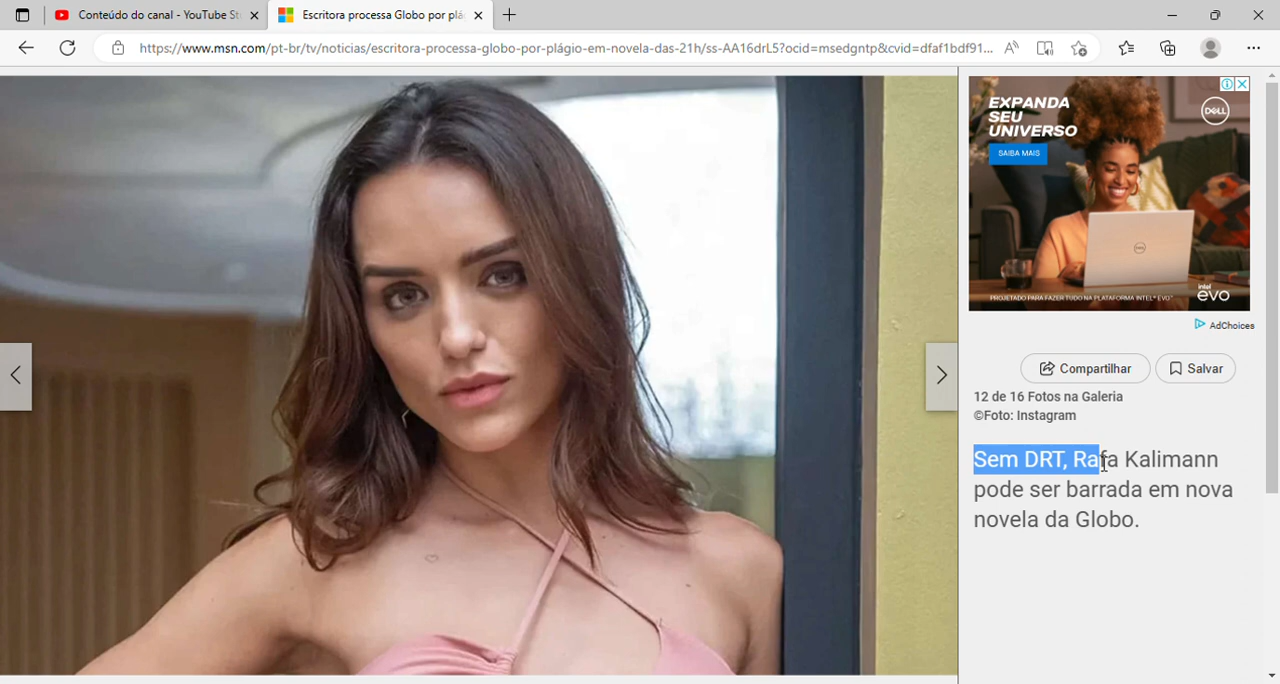 Conteúdo do canal - YouTube St
Escritora processa Globo por plá
https://www.msn.com/pt-br/tv/noticias/escritora-processa-globo-por-plágio-em-novela-das-21h/ss-AA16drL5?ocid=msedgntp&cvid=dfaf1bdf91...
EXPANDA
SEU
UNIVERSO
SAIBA MAIS
DELL
PROJETADO PARA FAZER TUDO NA PLATAFORMA INTEL® EVO™
intel
evo
AdChoices
Compartilhar
Salvar
12 de 16 Fotos na Galeria
©Foto: Instagram
Sem DRT, Rafa Kalimann
pode ser barrada em nova
novela da Globo.